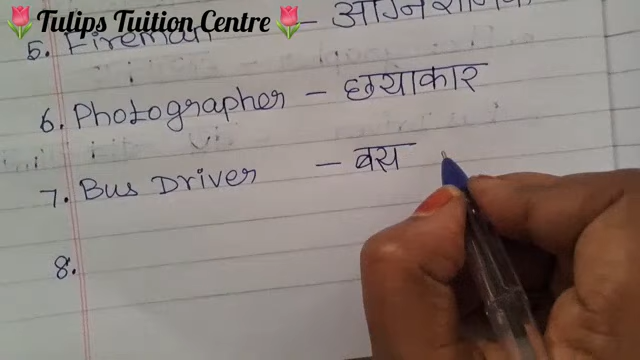 🌷Tulips Tuition Centre🌷
5. Fireman -
6. Photographer - छायाकार
7. Bus Driver - बस
8.